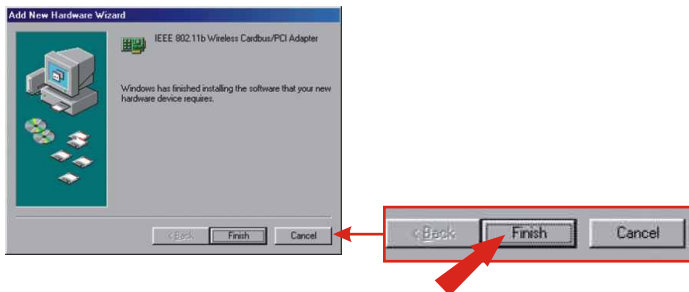 Add New Hardware Wizard
IEEE 802.11b Wireless Cardbus/PCI Adapter
Windows has finished installing the software that your new
hardware device requires.
< Back
Finish
Cancel
< Back
Finish
Cancel